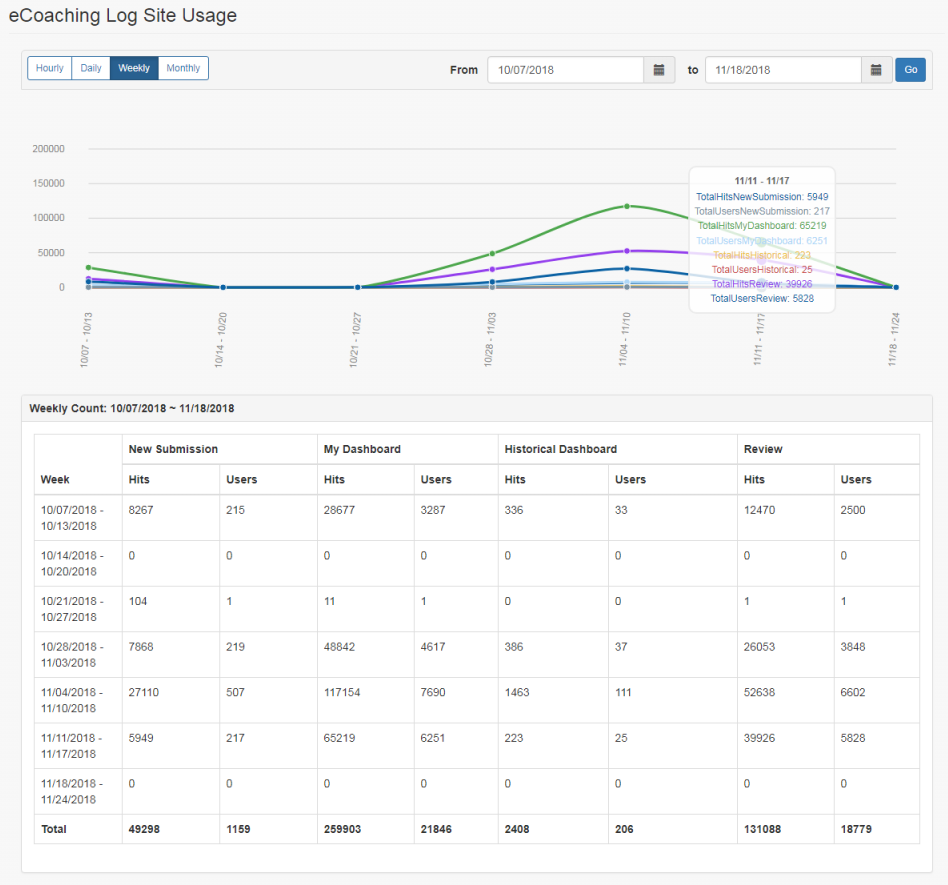 eCoaching Log Site Usage
Hourly Daily Weekly Monthly From 10/07/2018 to 11/18/2018 Go
200000
150000
100000
50000
0
11/11 - 11/17
TotalHitsNewSubmission: 5949
TotalUsersNewSubmission: 217
TotalHitsMyDashboard: 65219
TotalUsersMyDashboard: 6251
TotalHitsHistorical: 223
TotalUsersHistorical: 25
TotalHitsReview: 39926
TotalUsersReview: 5828
10/07 - 10/13
10/14 - 10/20
10/21 - 10/27
10/28 - 11/03
11/04 - 11/10
11/11 - 11/17
11/18 - 11/24
Weekly Count: 10/07/2018 ~ 11/18/2018
New Submission My Dashboard Historical Dashboard Review
Week Hits Users Hits Users Hits Users Hits Users
10/07/2018 - 8267 215 28677 3287 336 33 12470 2500
10/13/2018
10/14/2018 - 0 0 0 0 0 0 0 0
10/20/2018
10/21/2018 - 104 1 11 1 0 0 1 1
10/27/2018
10/28/2018 - 7868 219 48842 4617 386 37 26053 3848
11/03/2018
11/04/2018 - 27110 507 117154 7690 1463 111 52638 6602
11/10/2018
11/11/2018 - 5949 217 65219 6251 223 25 39926 5828
11/17/2018
11/18/2018 - 0 0 0 0 0 0 0 0
11/24/2018
Total 49298 1159 259903 21846 2408 206 131088 18779